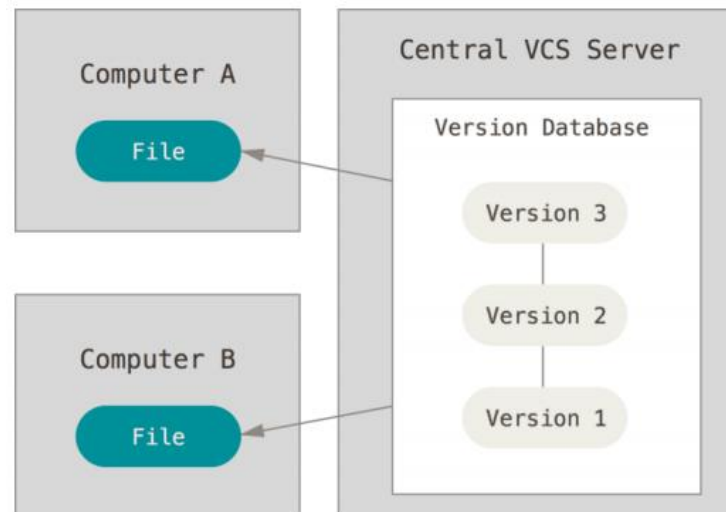 Computer A
File
Computer B
File
Central VCS Server
Version Database
Version 3
Version 2
Version 1